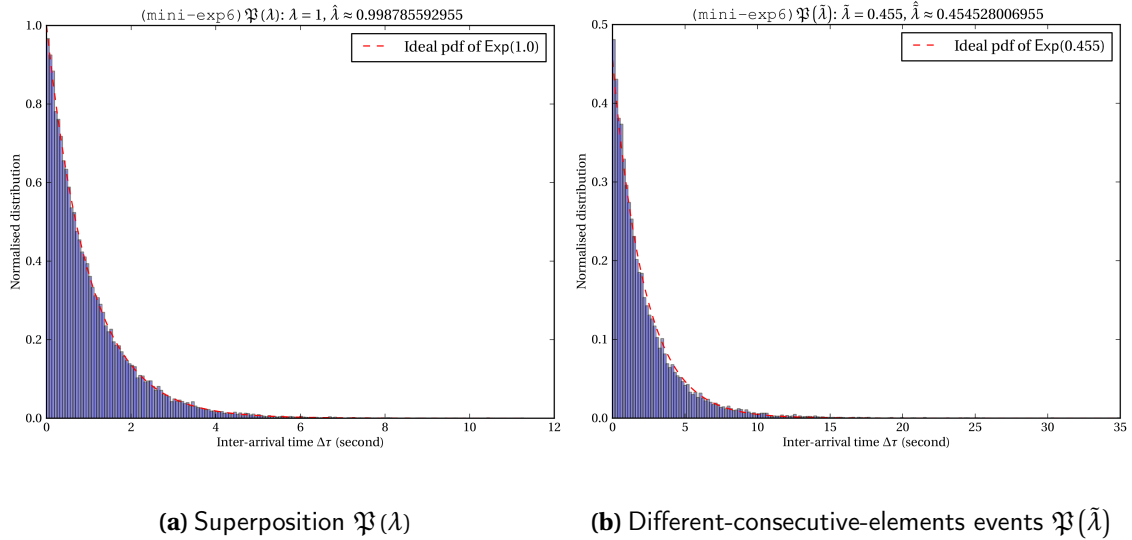 (mini-exp6) 𝔓(λ): λ = 1, λ̂ ≈ 0.998785592955
1.0
0.8
0.6
0.4
0.2
0.0
Normalised distribution
Ideal pdf of Exp(1.0)
0 2 4 6 8 10 12
Inter-arrival time Δτ (second)
(mini-exp6) 𝔓(λ̃): λ̃ = 0.455, λ̃̂ ≈ 0.454528006955
0.5
0.4
0.3
0.2
0.1
0.0
Normalised distribution
Ideal pdf of Exp(0.455)
0 5 10 15 20 25 30 35
Inter-arrival time Δτ (second)
(a) Superposition 𝔓(λ)
(b) Different-consecutive-elements events 𝔓(λ̃)